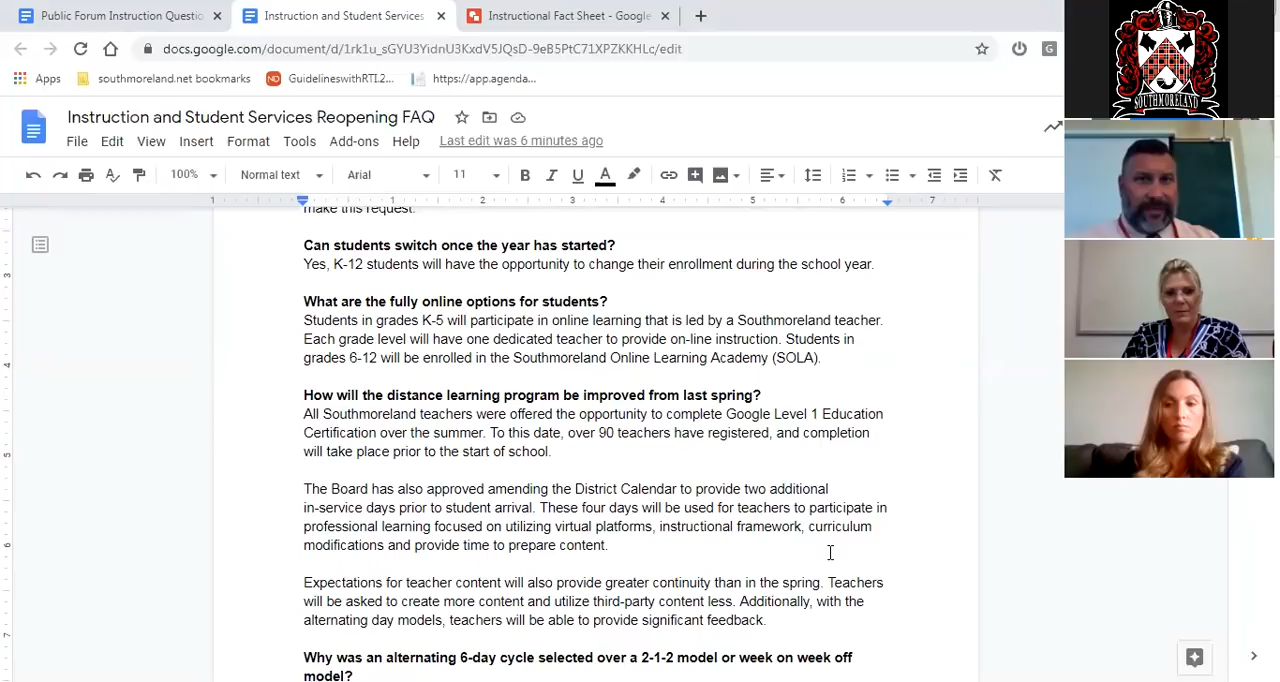 Public Forum Instruction Questio
Instruction and Student Services
Instructional Fact Sheet - Google
docs.google.com/document/d/1rk1u_sGYU3YidnU3KxdV5JQsD-9eB5PtC71XPZKKHLc/edit
Apps
southmoreland.net bookmarks
GuidelineswithRTI.2...
https://app.agenda...
SOUTHMORELAND
Instruction and Student Services Reopening FAQ
File Edit View Insert Format Tools Add-ons Help Last edit was 6 minutes ago
100% Normal text Arial 11 B I U A
1 1 2 3 4 5 6 7
make this request.
Can students switch once the year has started?
Yes, K-12 students will have the opportunity to change their enrollment during the school year.
What are the fully online options for students?
Students in grades K-5 will participate in online learning that is led by a Southmoreland teacher.
Each grade level will have one dedicated teacher to provide on-line instruction. Students in
grades 6-12 will be enrolled in the Southmoreland Online Learning Academy (SOLA).
How will the distance learning program be improved from last spring?
All Southmoreland teachers were offered the opportunity to complete Google Level 1 Education
Certification over the summer. To this date, over 90 teachers have registered, and completion
will take place prior to the start of school.
The Board has also approved amending the District Calendar to provide two additional
in-service days prior to student arrival. These four days will be used for teachers to participate in
professional learning focused on utilizing virtual platforms, instructional framework, curriculum
modifications and provide time to prepare content.
Expectations for teacher content will also provide greater continuity than in the spring. Teachers
will be asked to create more content and utilize third-party content less. Additionally, with the
alternating day models, teachers will be able to provide significant feedback.
Why was an alternating 6-day cycle selected over a 2-1-2 model or week on week off
model?